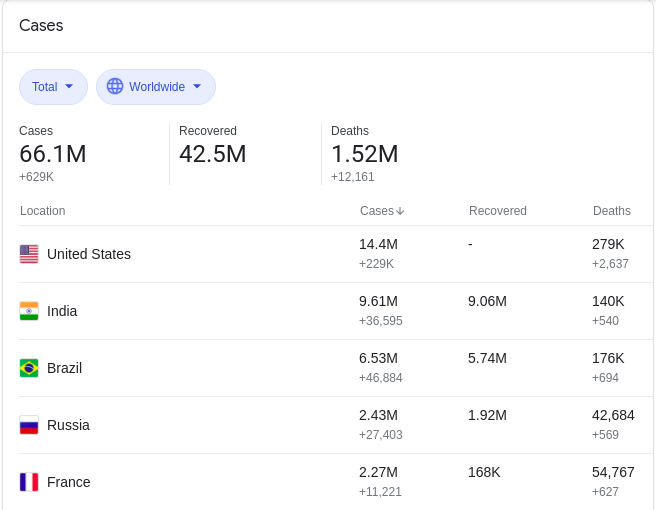 Cases
Total Worldwide
Cases Recovered Deaths
66.1M 42.5M 1.52M
+629K +12,161
Location Cases Recovered Deaths
United States 14.4M - 279K
+229K +2,637
India 9.61M 9.06M 140K
+36,595 +540
Brazil 6.53M 5.74M 176K
+46,884 +694
Russia 2.43M 1.92M 42,684
+27,403 +569
France 2.27M 168K 54,767
+11,221 +627